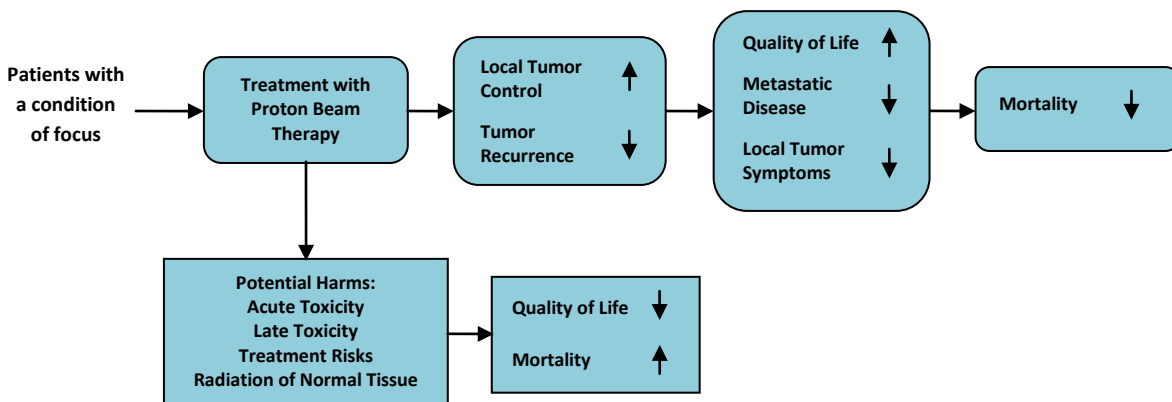 Patients with
a condition
of focus
Treatment with
Proton Beam
Therapy
Local Tumor
Control
Tumor
Recurrence
Quality of Life
Metastatic
Disease
Local Tumor
Symptoms
Mortality
Potential Harms:
Acute Toxicity
Late Toxicity
Treatment Risks
Radiation of Normal Tissue
Quality of Life
Mortality